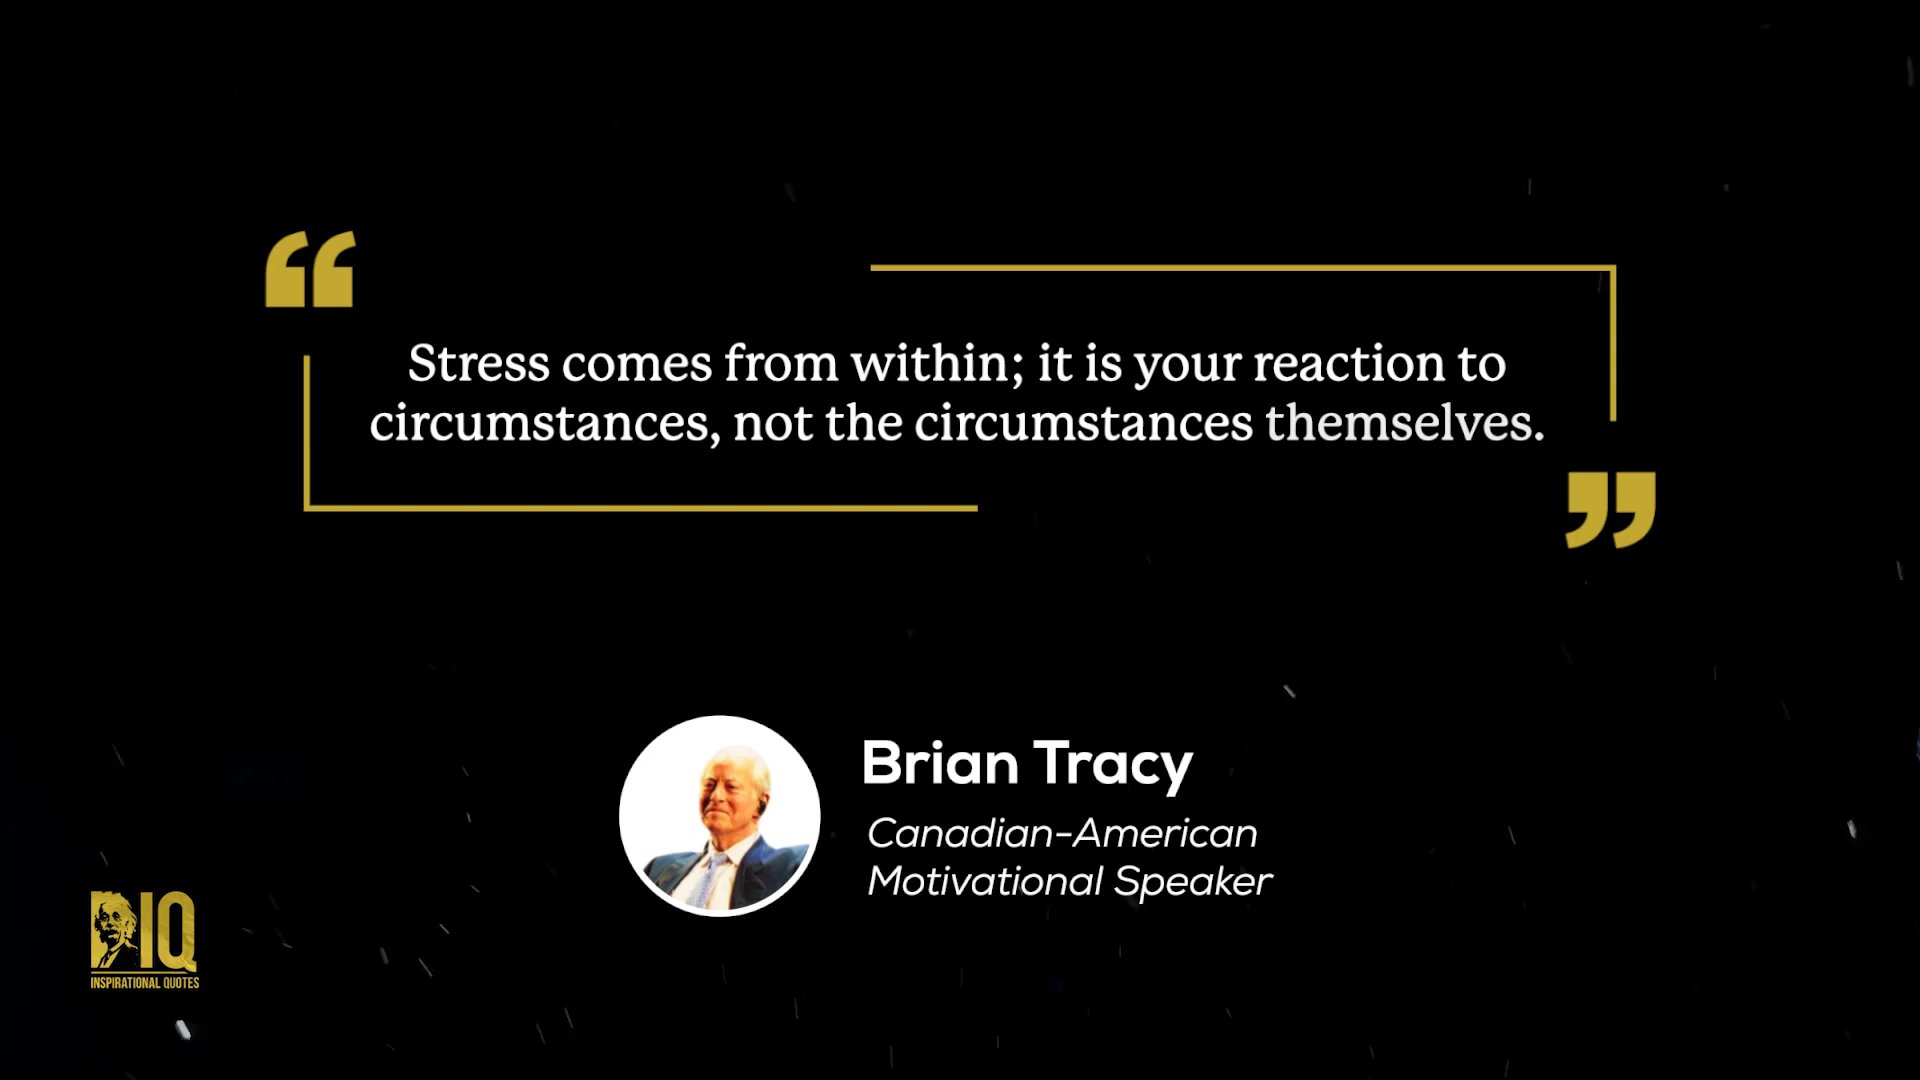 Stress comes from within; it is your reaction to
circumstances, not the circumstances themselves.
Brian Tracy
Canadian-American
Motivational Speaker
IQ
INSPIRATIONAL QUOTES